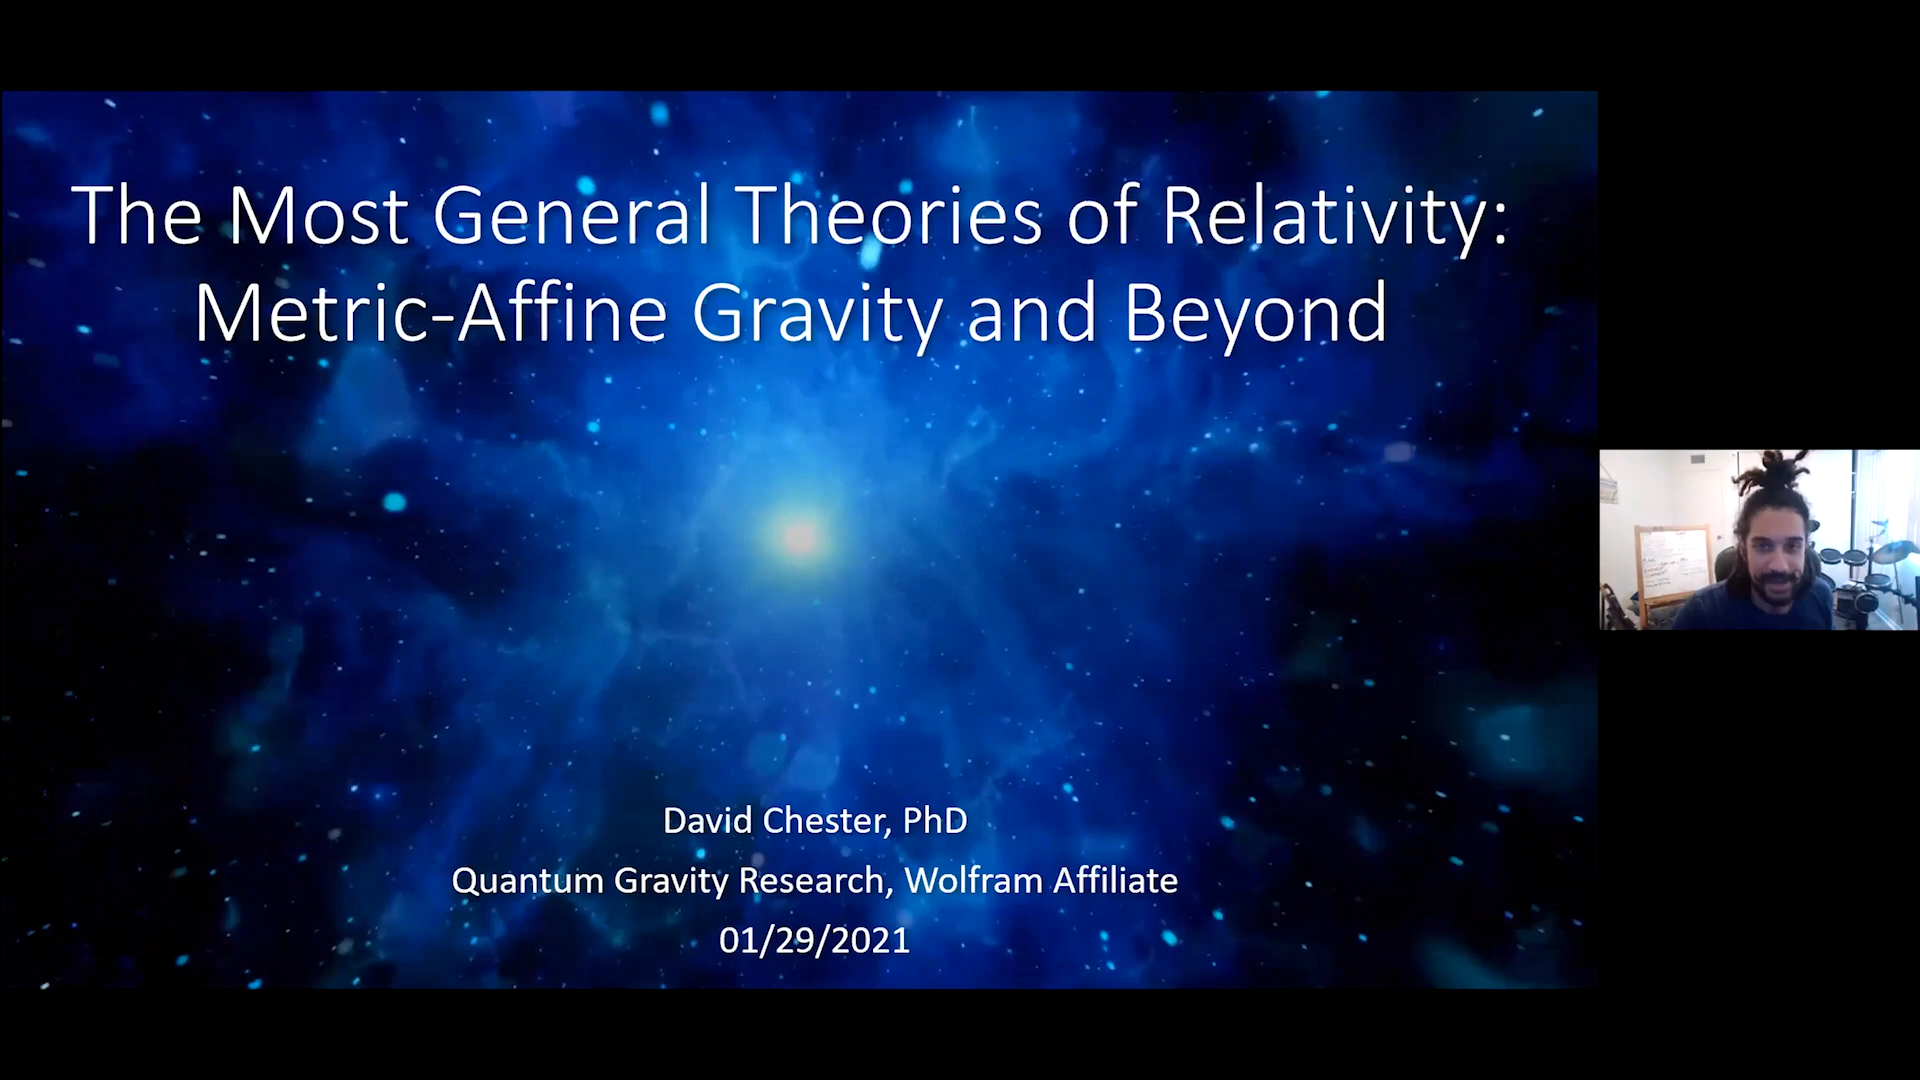 The Most General Theories of Relativity:
Metric-Affine Gravity and Beyond
David Chester, PhD
Quantum Gravity Research, Wolfram Affiliate
01/29/2021